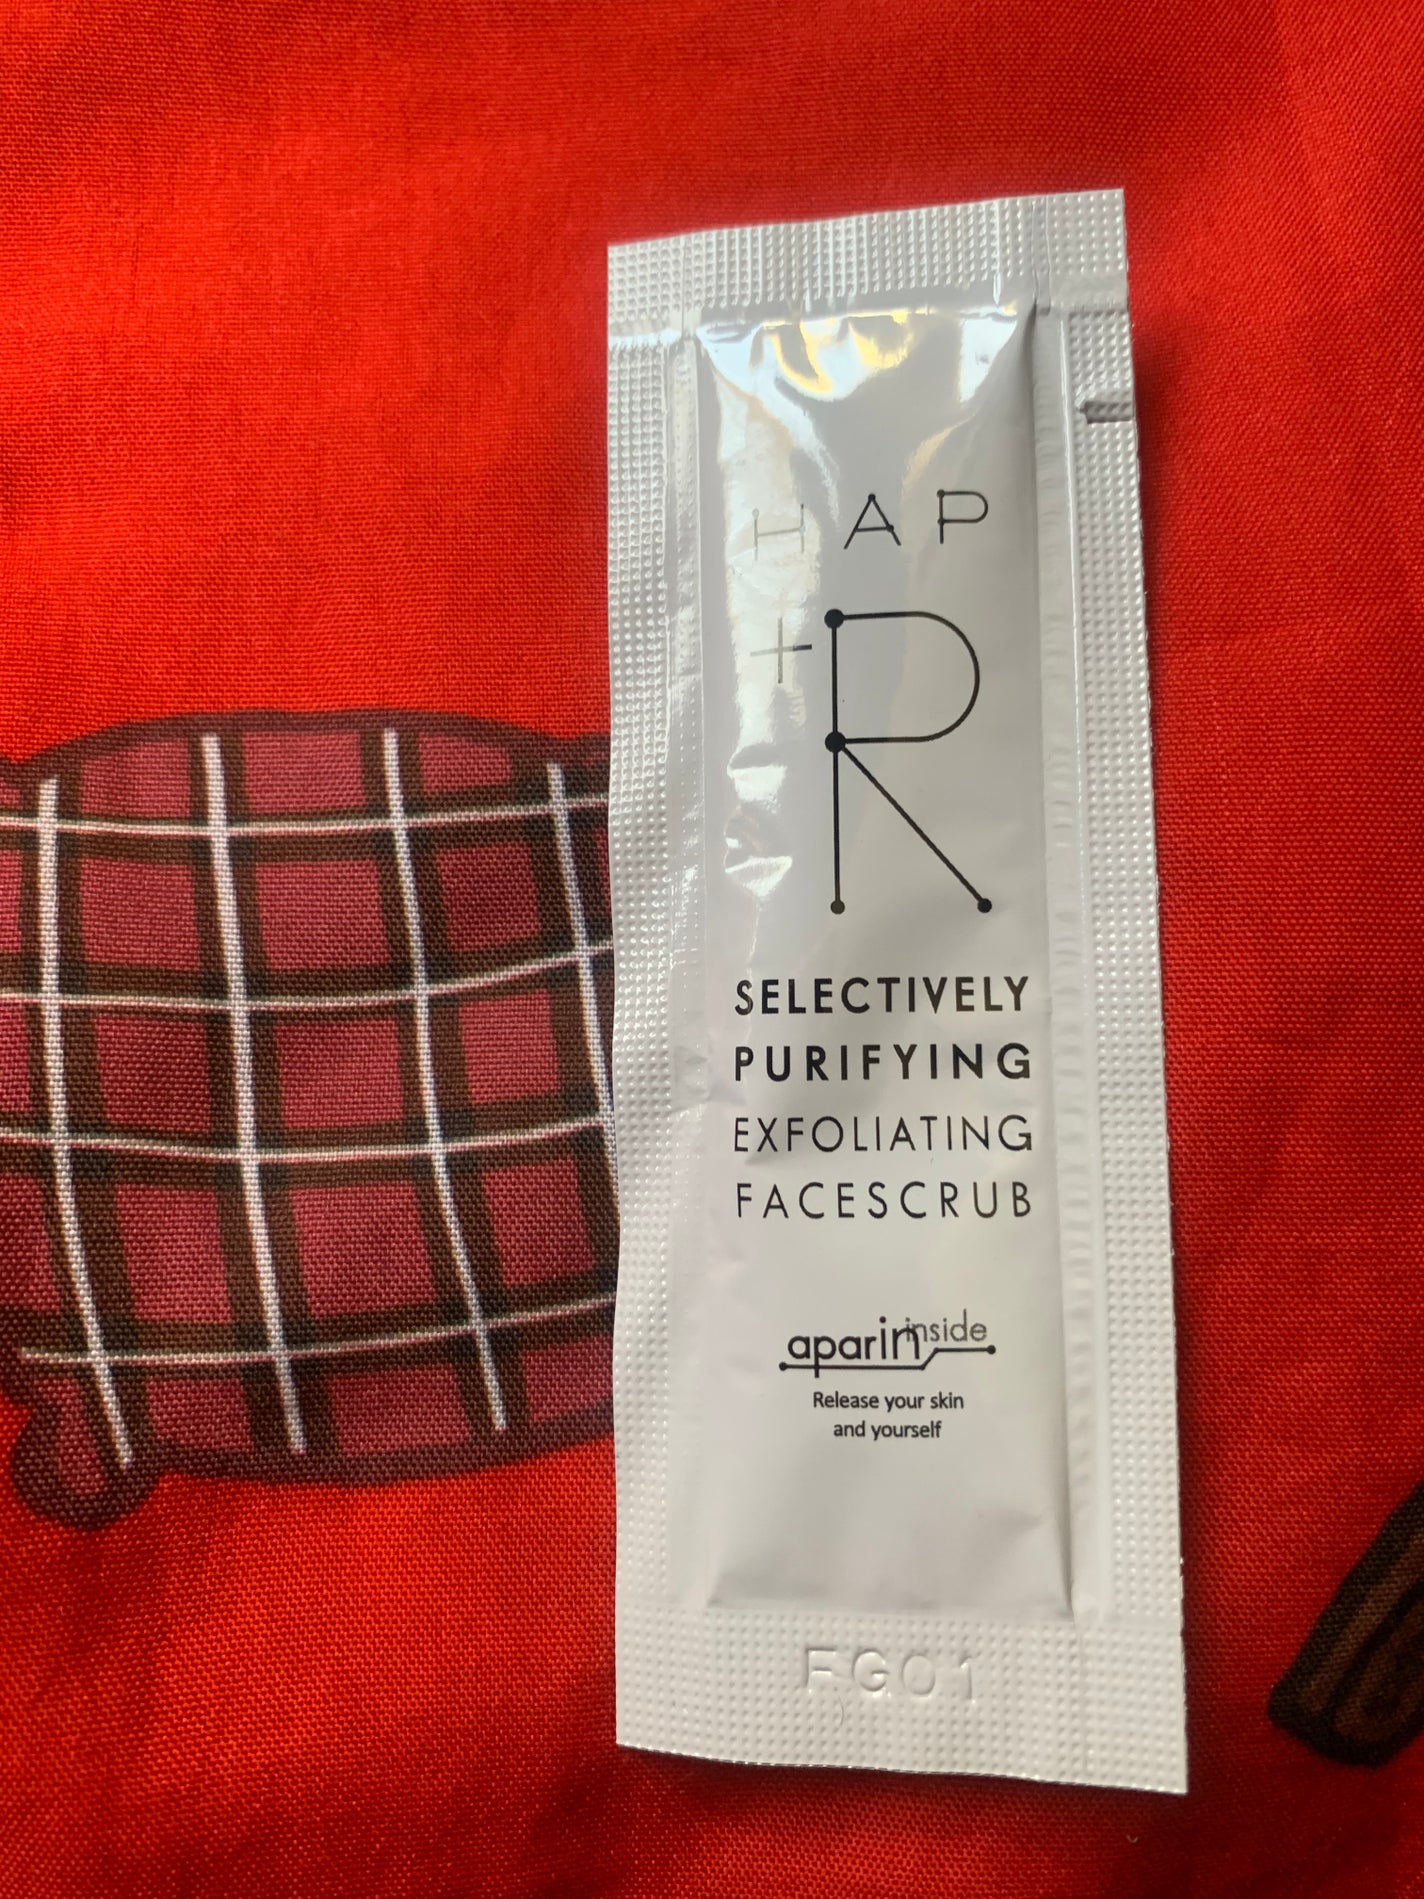 HAP
+R
SELECTIVELY
PURIFYING
EXFOLIATING
FACESCRUB
aparin inside
Release your skin
and yourself
FG01